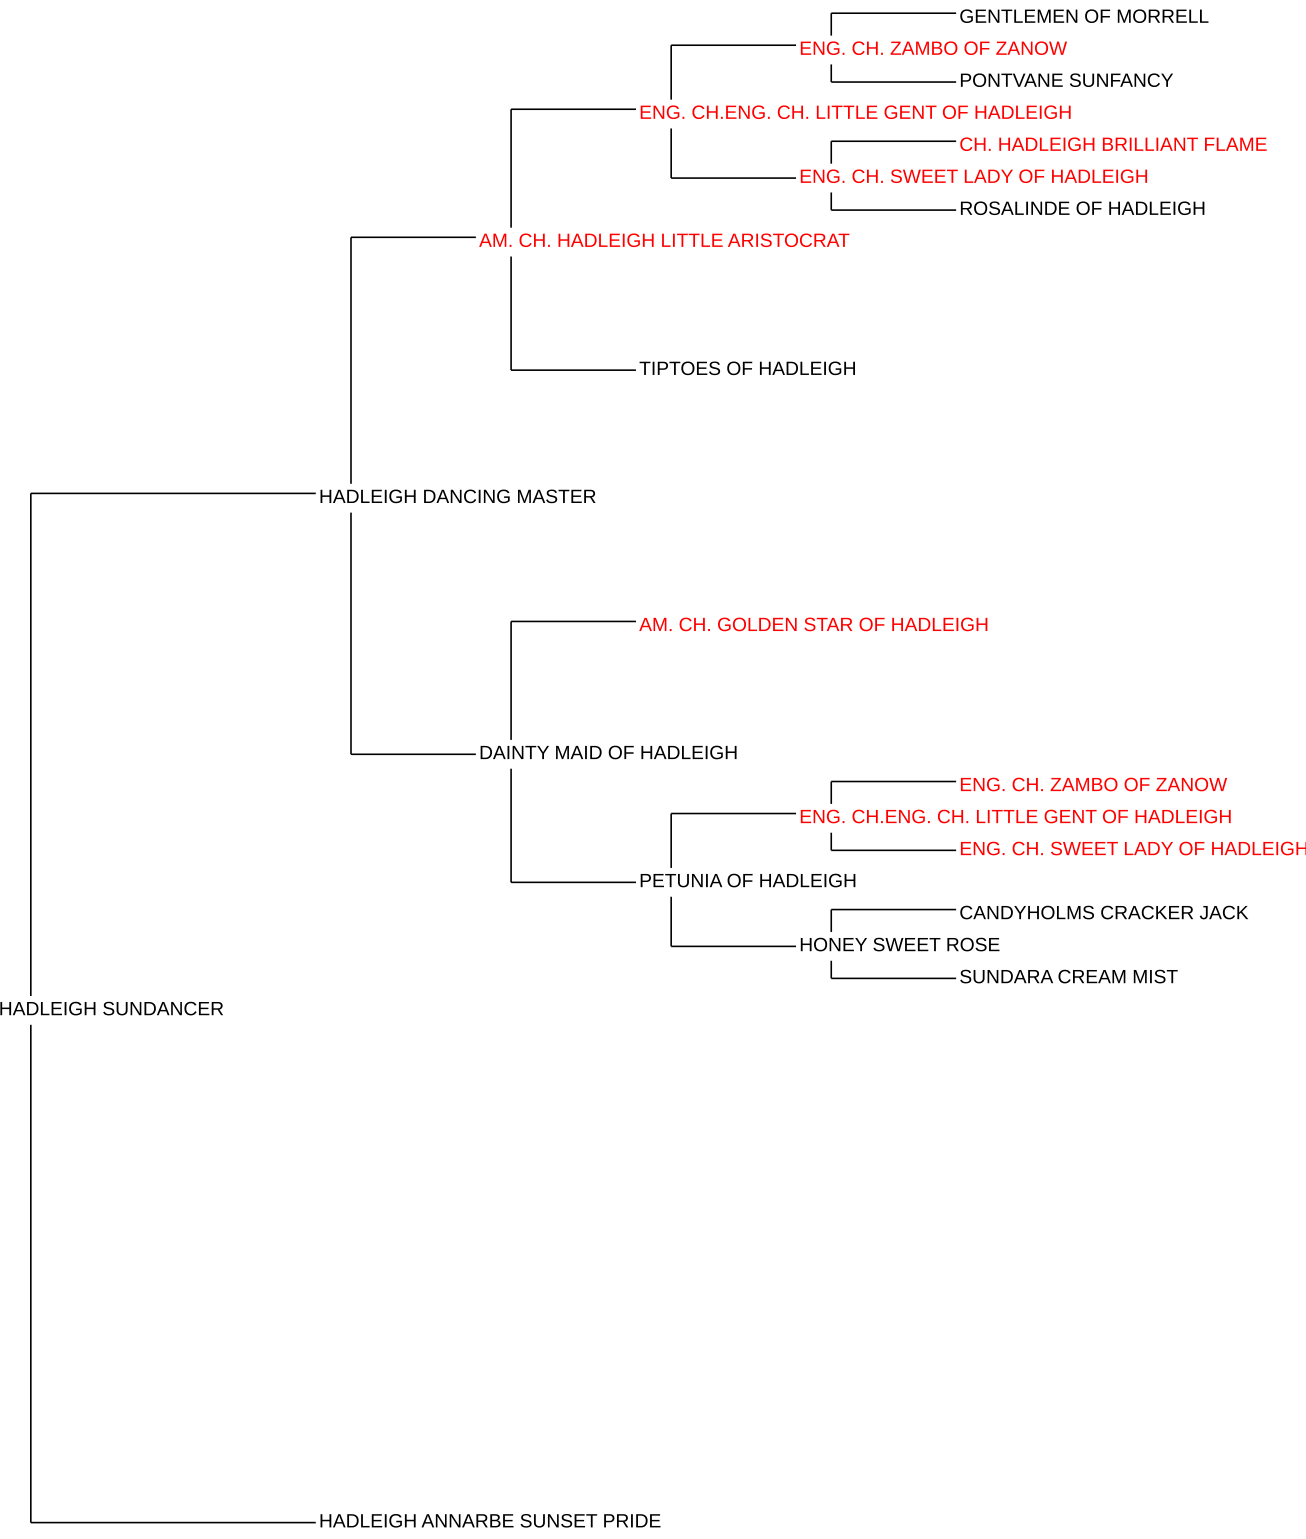 GENTLEMEN OF MORRELL
ENG. CH. ZAMBO OF ZANOW
PONTVANE SUNFANCY
ENG. CH.ENG. CH. LITTLE GENT OF HADLEIGH
CH. HADLEIGH BRILLIANT FLAME
ENG. CH. SWEET LADY OF HADLEIGH
ROSALINDE OF HADLEIGH
AM. CH. HADLEIGH LITTLE ARISTOCRAT
TIPTOES OF HADLEIGH
HADLEIGH DANCING MASTER
AM. CH. GOLDEN STAR OF HADLEIGH
DAINTY MAID OF HADLEIGH
ENG. CH. ZAMBO OF ZANOW
ENG. CH.ENG. CH. LITTLE GENT OF HADLEIGH
ENG. CH. SWEET LADY OF HADLEIGH
PETUNIA OF HADLEIGH
CANDYHOLMS CRACKER JACK
HONEY SWEET ROSE
SUNDARA CREAM MIST
HADLEIGH SUNDANCER
HADLEIGH ANNARBE SUNSET PRIDE